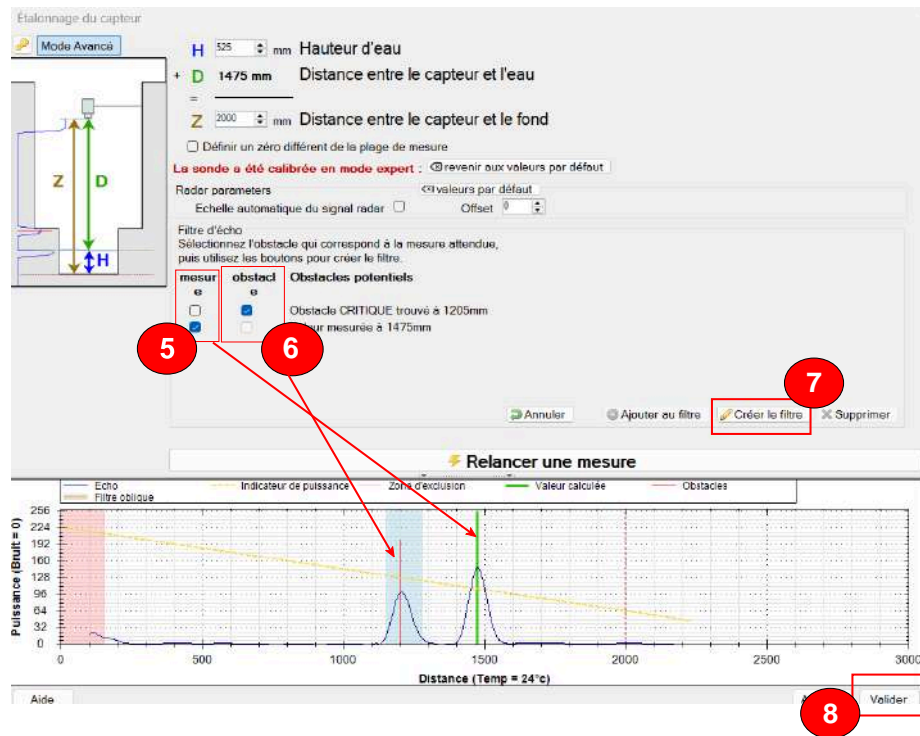 Étalonnage du capteur
Mode Avancé
H 525 mm Hauteur d'eau
+ D 1475 mm Distance entre le capteur et l'eau
=
Z 2000 mm Distance entre le capteur et le fond
Définir un zéro différent de la plage de mesure
La sonde a été calibrée en mode expert : revenir aux valeurs par défaut
Radar parameters valeurs par défaut
Echelle automatique du signal radar Offset 0
Z D
H
Filtre d'écho
Sélectionnez l'obstacle qui correspond à la mesure attendue,
puis utilisez les boutons pour créer le filtre.
mesur obstacl Obstacles potentiels
e e
Obstacle CRITIQUE trouvé à 1205mm
mesurée à 1475mm
5 6
7
Annuler Ajouter au filtre Créer le filtre Supprimer
Relancer une mesure
Echo Indicateur de puissance Zone d'exclusion Valeur calculée Obstacles
Filtre oblique
Puissance (Bruit = 0)
256
224
192
160
128
96
64
32
0
0 500 1000 1500 2000 2500 3000
Distance (Temp = 24°c)
Aide Valider
8